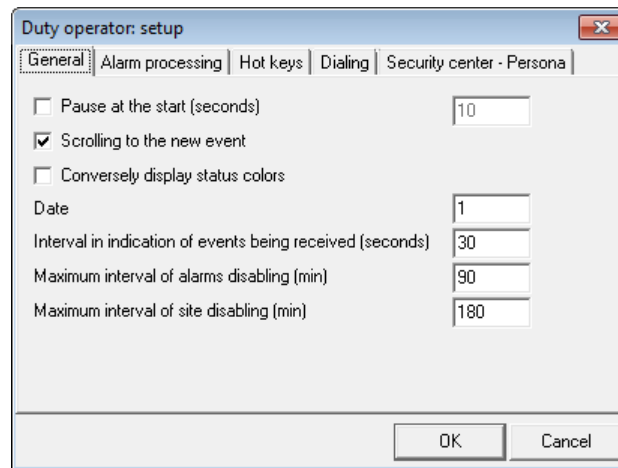 Duty operator: setup
General Alarm processing Hot keys Dialing Security center - Persona
Pause at the start (seconds) 10
Scrolling to the new event
Conversely display status colors
Date 1
Interval in indication of events being received (seconds) 30
Maximum interval of alarms disabling (min) 90
Maximum interval of site disabling (min) 180
OK Cancel